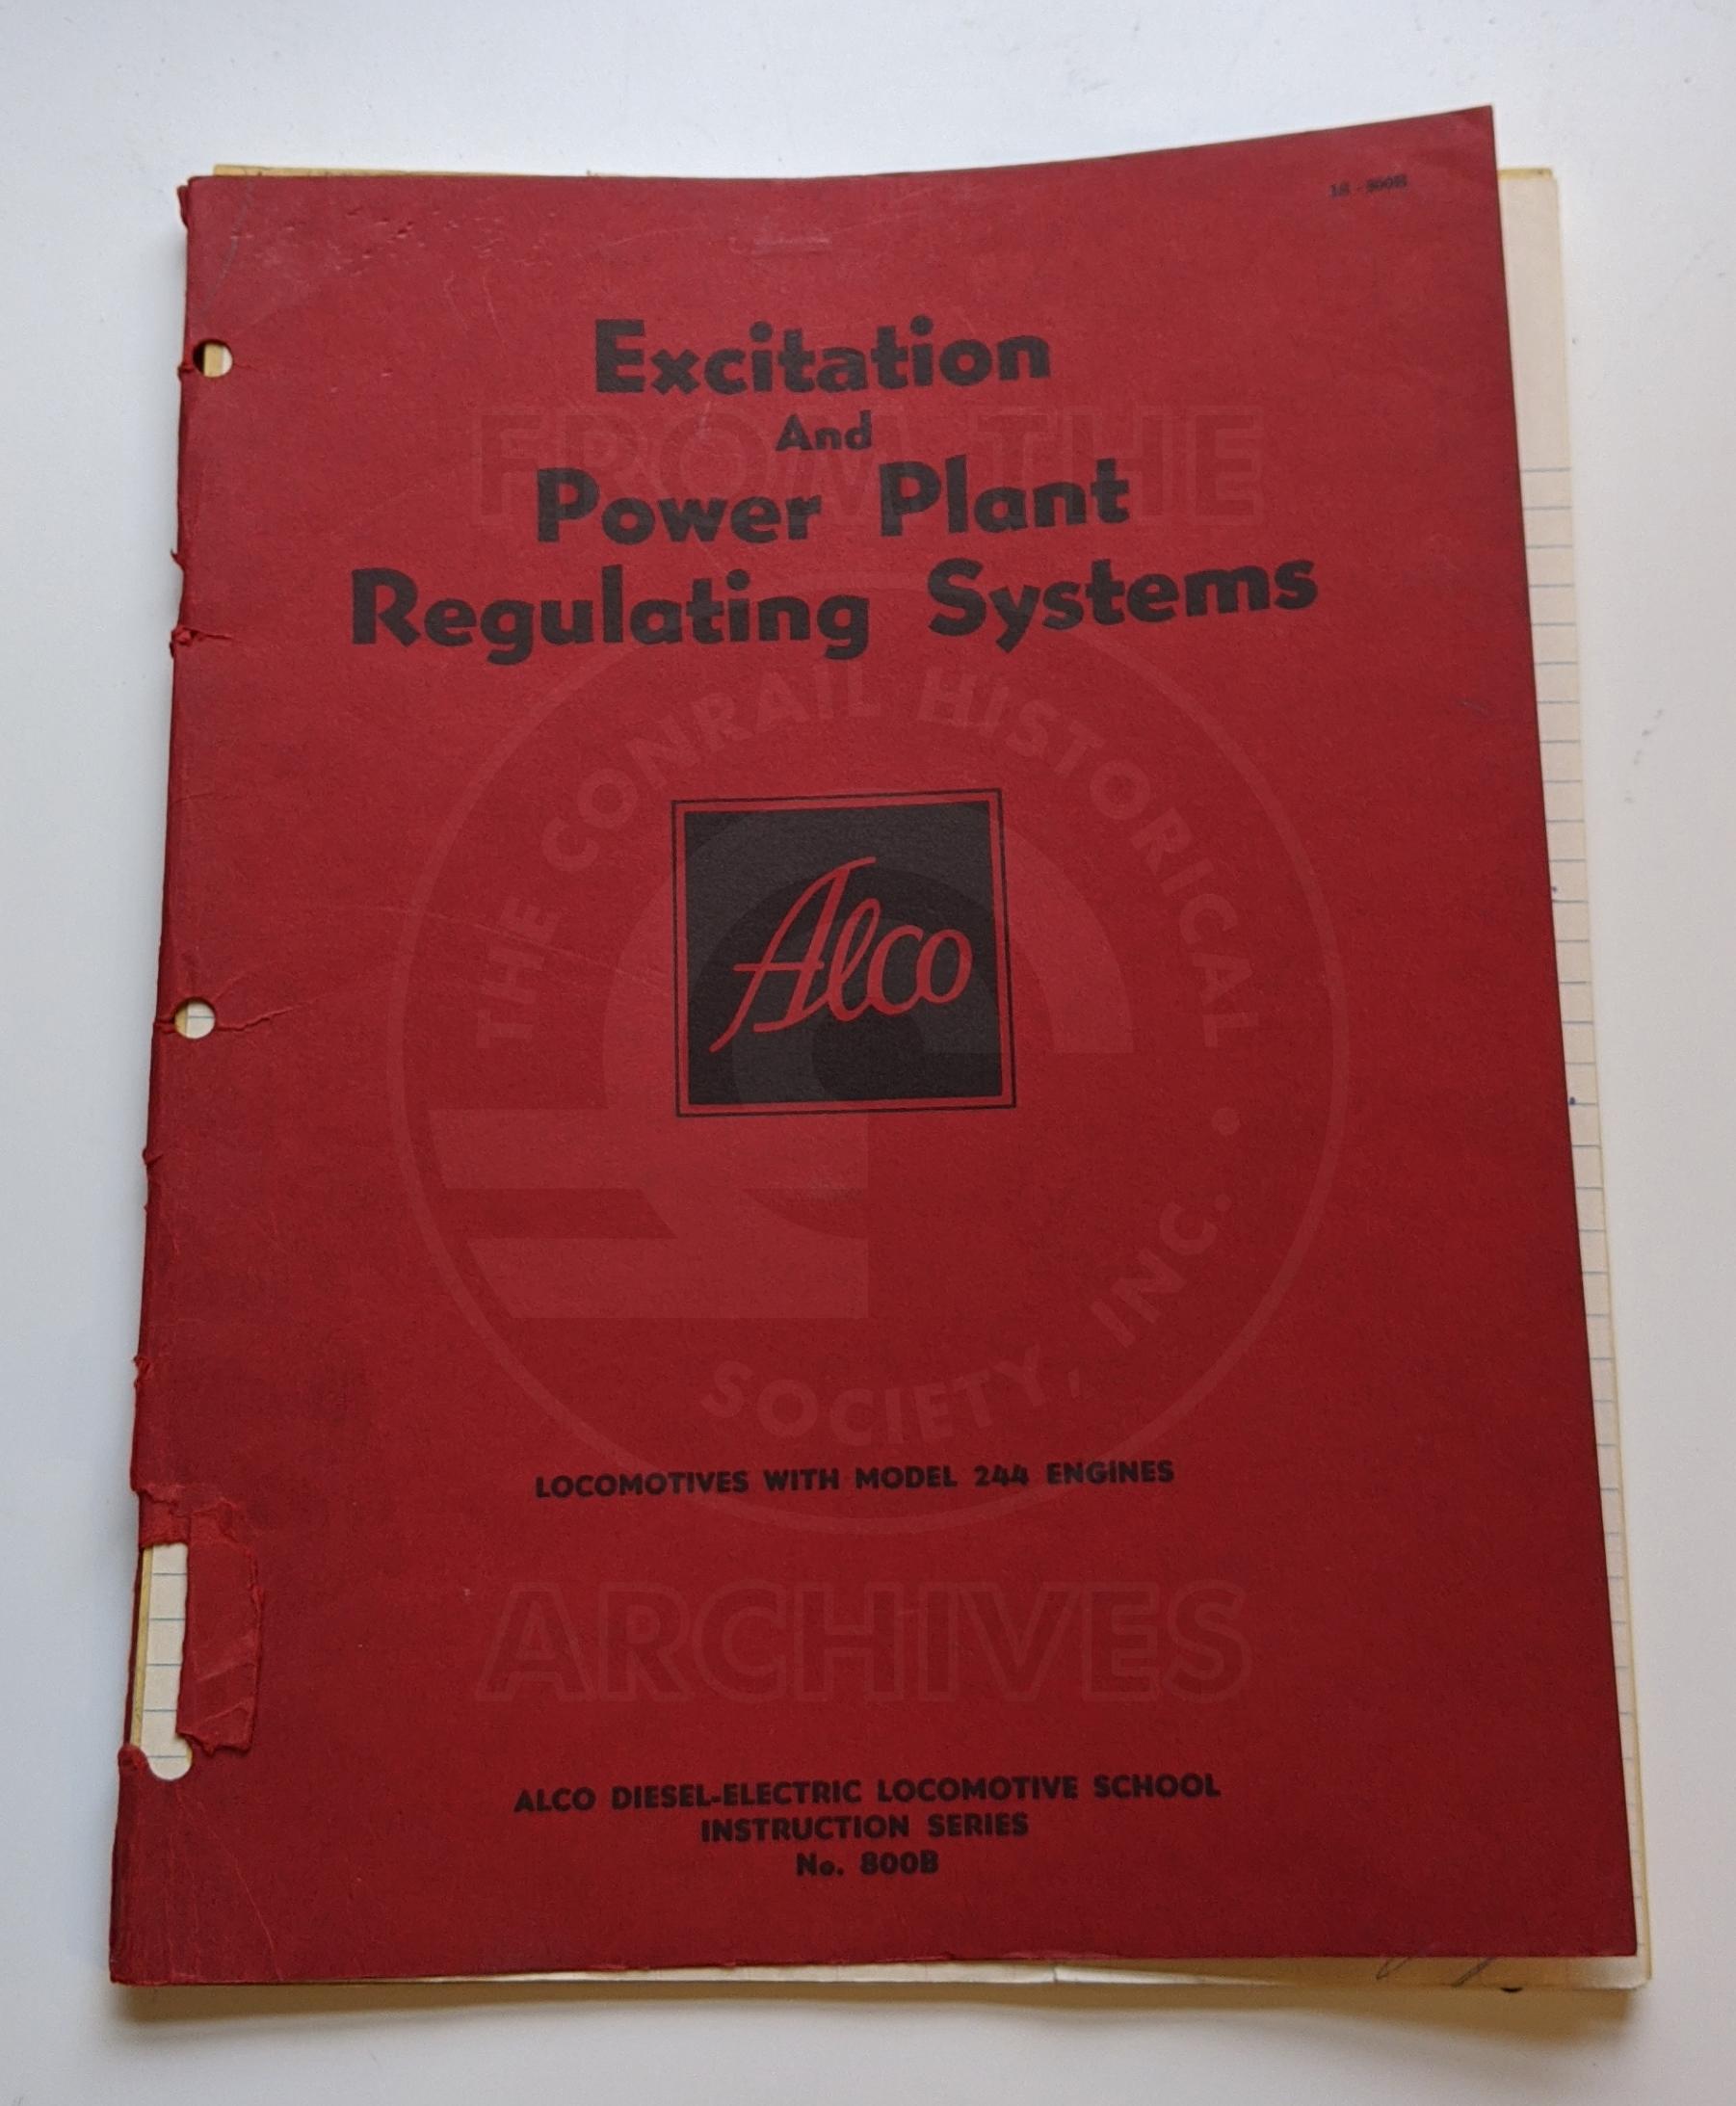 Excitation
And
Power Plant
Regulating Systems
Alco
LOCOMOTIVES WITH MODEL 244 ENGINES
ALCO DIESEL-ELECTRIC LOCOMOTIVE SCHOOL
INSTRUCTION SERIES
No. 800B
FROM THE
THE CONRAIL HISTORICAL • SOCIETY, INC. •
ARCHIVES